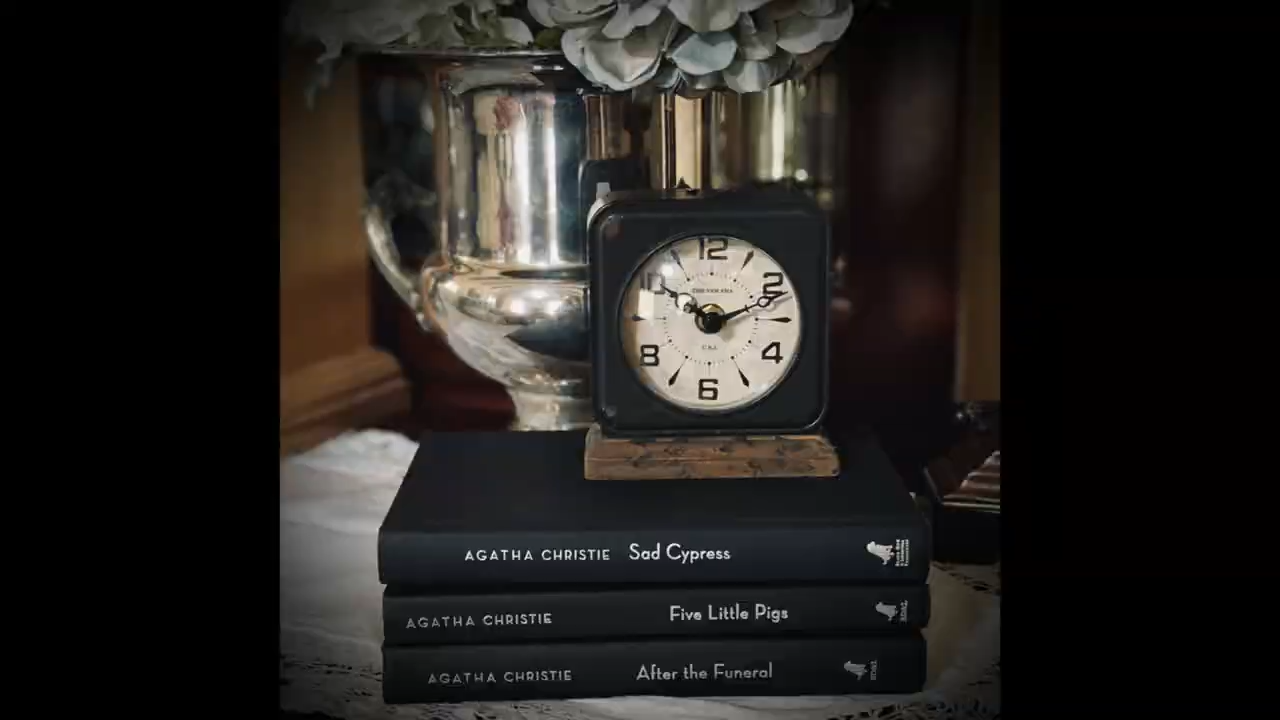 12
10 2
8 4
6
AGATHA CHRISTIE Sad Cypress
AGATHA CHRISTIE Five Little Pigs
AGATHA CHRISTIE After the Funeral